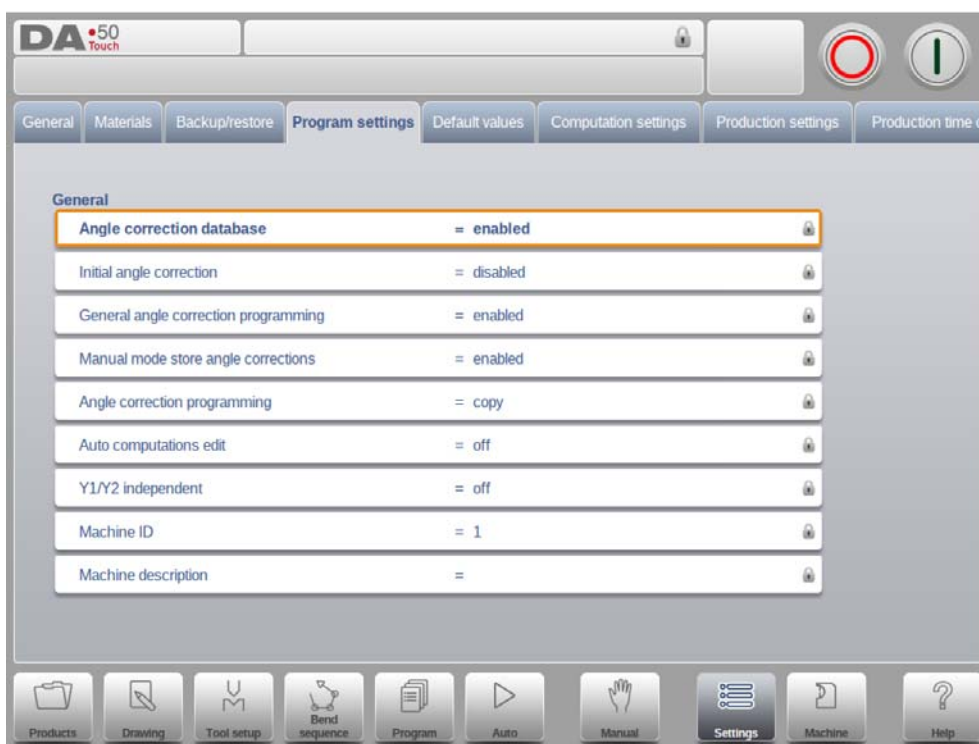 DA•50
Touch
General
Materials
Backup/restore
Program settings
Default values
Computation settings
Production settings
Production time
General
Angle correction database = enabled
Initial angle correction = disabled
General angle correction programming = enabled
Manual mode store angle corrections = enabled
Angle correction programming = copy
Auto computations edit = off
Y1/Y2 independent = off
Machine ID = 1
Machine description =
Products
Drawing
Tool setup
Bend
sequence
Program
Auto
Manual
Settings
Machine
Help